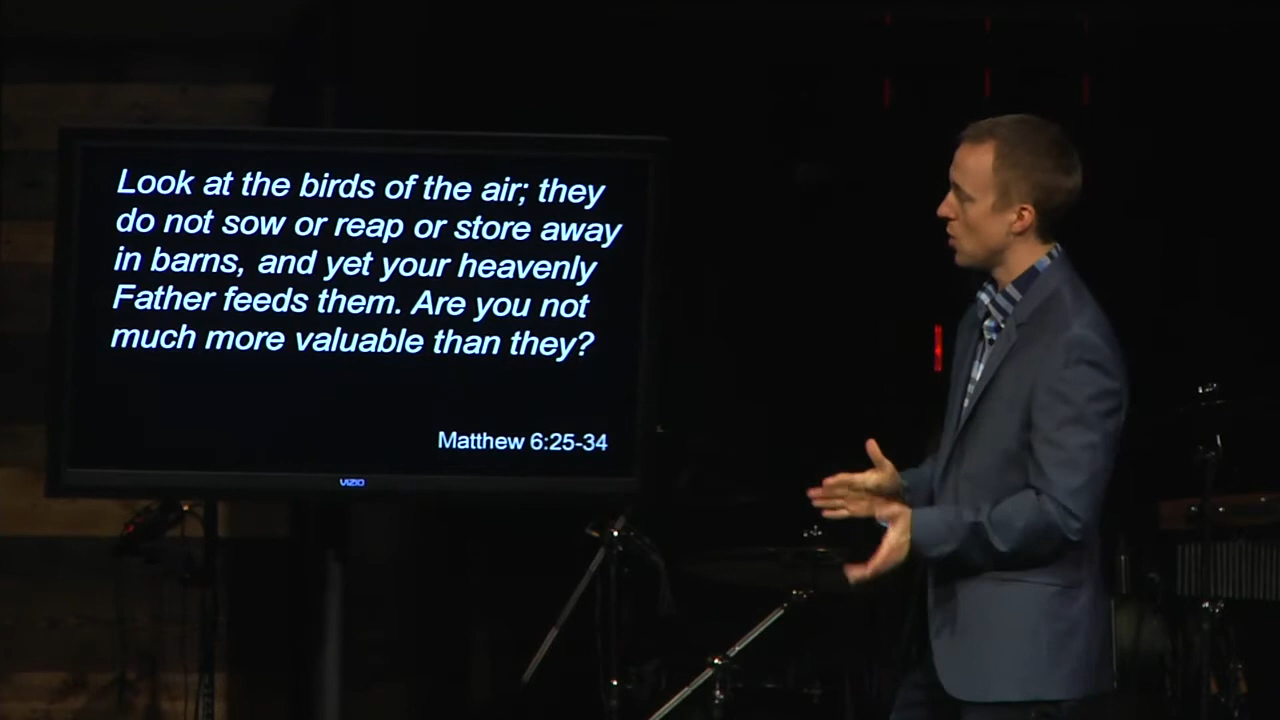 Look at the birds of the air; they
do not sow or reap or store away
in barns, and yet your heavenly
Father feeds them. Are you not
much more valuable than they?
Matthew 6:25-34
VIZIO